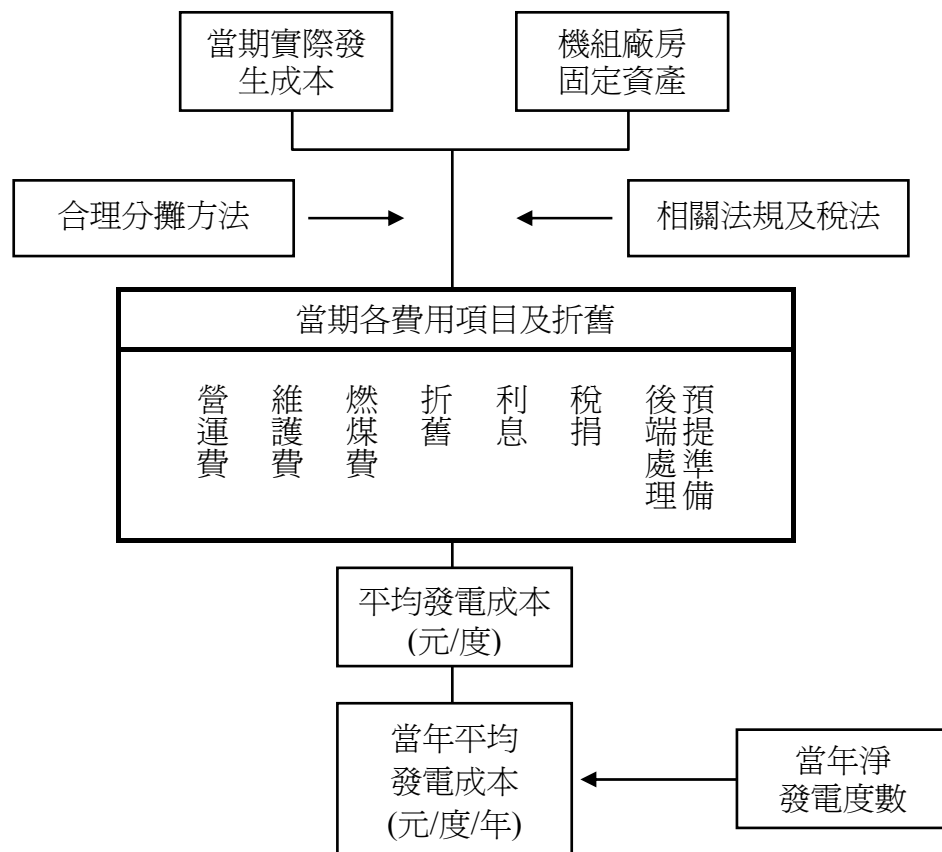 當期實際發
生成本
機組廠房
固定資產
合理分攤方法
相關法規及稅法
當期各費用項目及折舊
營運費
維護費
燃煤費
折舊
利息
稅捐
後端處理
預提準備
平均發電成本
(元/度)
當年平均
發電成本
(元/度/年)
當年淨
發電度數